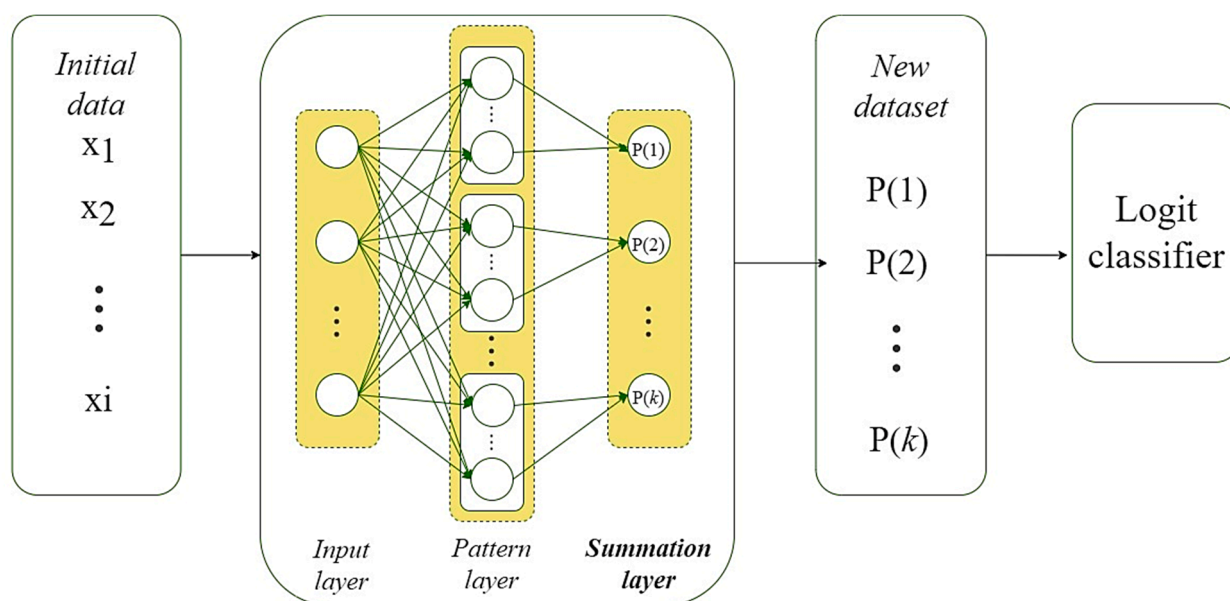 Initial
data
x1
x2
xi
P(1)
P(2)
P(k)
Input
layer
Pattern
layer
Summation
layer
New
dataset
P(1)
P(2)
P(k)
Logit
classifier